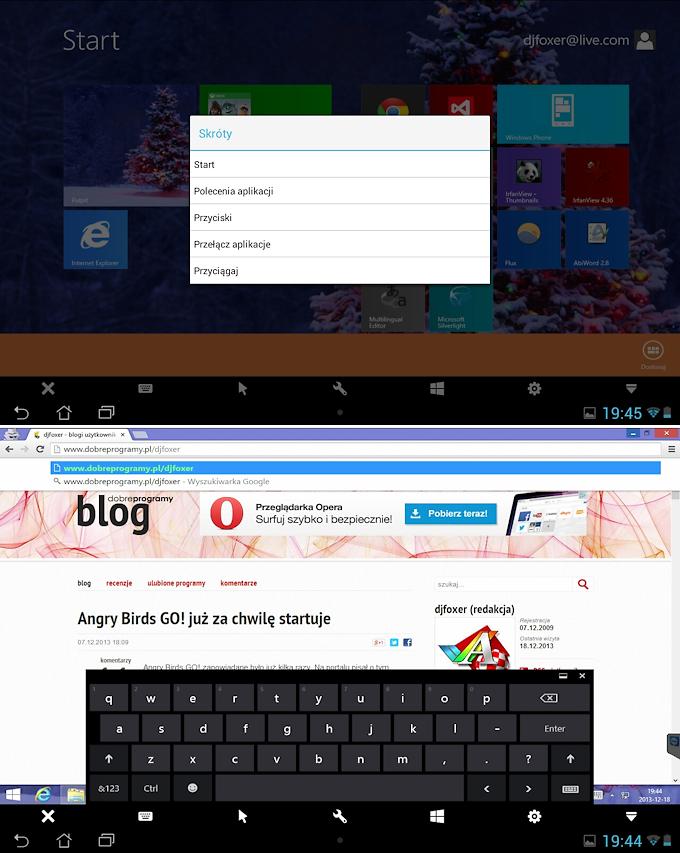 Start
djfoxer@live.com
Skróty
Start
Polecenia aplikacji
Przyciski
Przełącz aplikacje
Przyciągaj
Pulpit
Windows Phone
IrfanView - Thumbnails
IrfanView 4.36
Internet Explorer
Flux
AbiWord 2.8
Multilingual Editor
Microsoft Silverlight
Dostosuj
19:45
djfoxer - blogi użytkowni
www.dobreprogramy.pl/djfoxer
www.dobreprogramy.pl/djfoxer
www.dobreprogramy.pl/djfoxer - Wyszukiwarka Google
dobreprogramy
blog
Przeglądarka Opera
Surfuj szybko i bezpiecznie!
Pobierz teraz!
blog recenzje ulubione programy komentarze
szukaj...
Angry Birds GO! już za chwilę startuje
djfoxer (redakcja)
07.12.2013 18:09
Rejestracja
07.12.2009
Ostatnia wizyta
18.12.2013
komentarzy
Angry Birds GO! zapowiadane było już kilka razy. Na portalu pisał o tym
q w e r t y u i o p
a s d f g h j k l - Enter
z x c v b n m , . ?
&123 Ctrl < >
19:44
2013-12-18
19:44